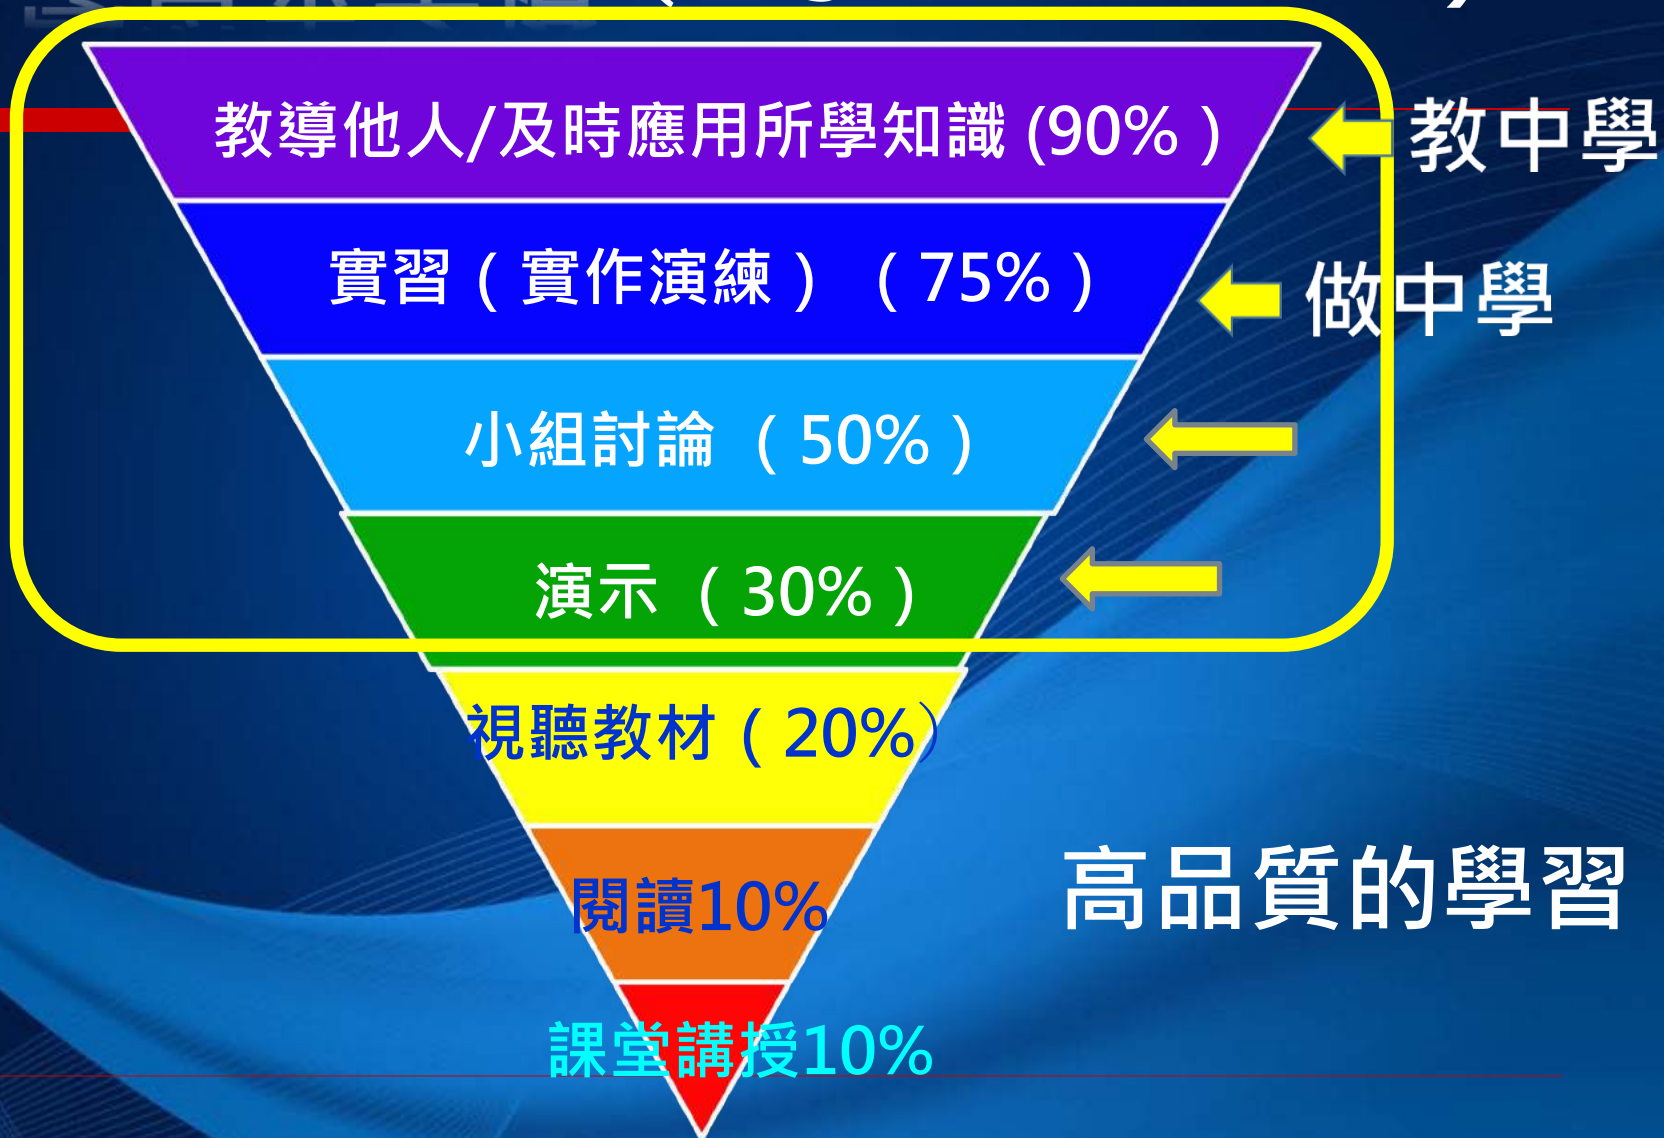 教導他人/及時應用所學知識 (90% )
教中學
實習 ( 實作演練 ) ( 75% )
做中學
小組討論 ( 50% )
演示 ( 30% )
視聽教材 ( 20%)
閱讀10%
高品質的學習
課堂講授10%